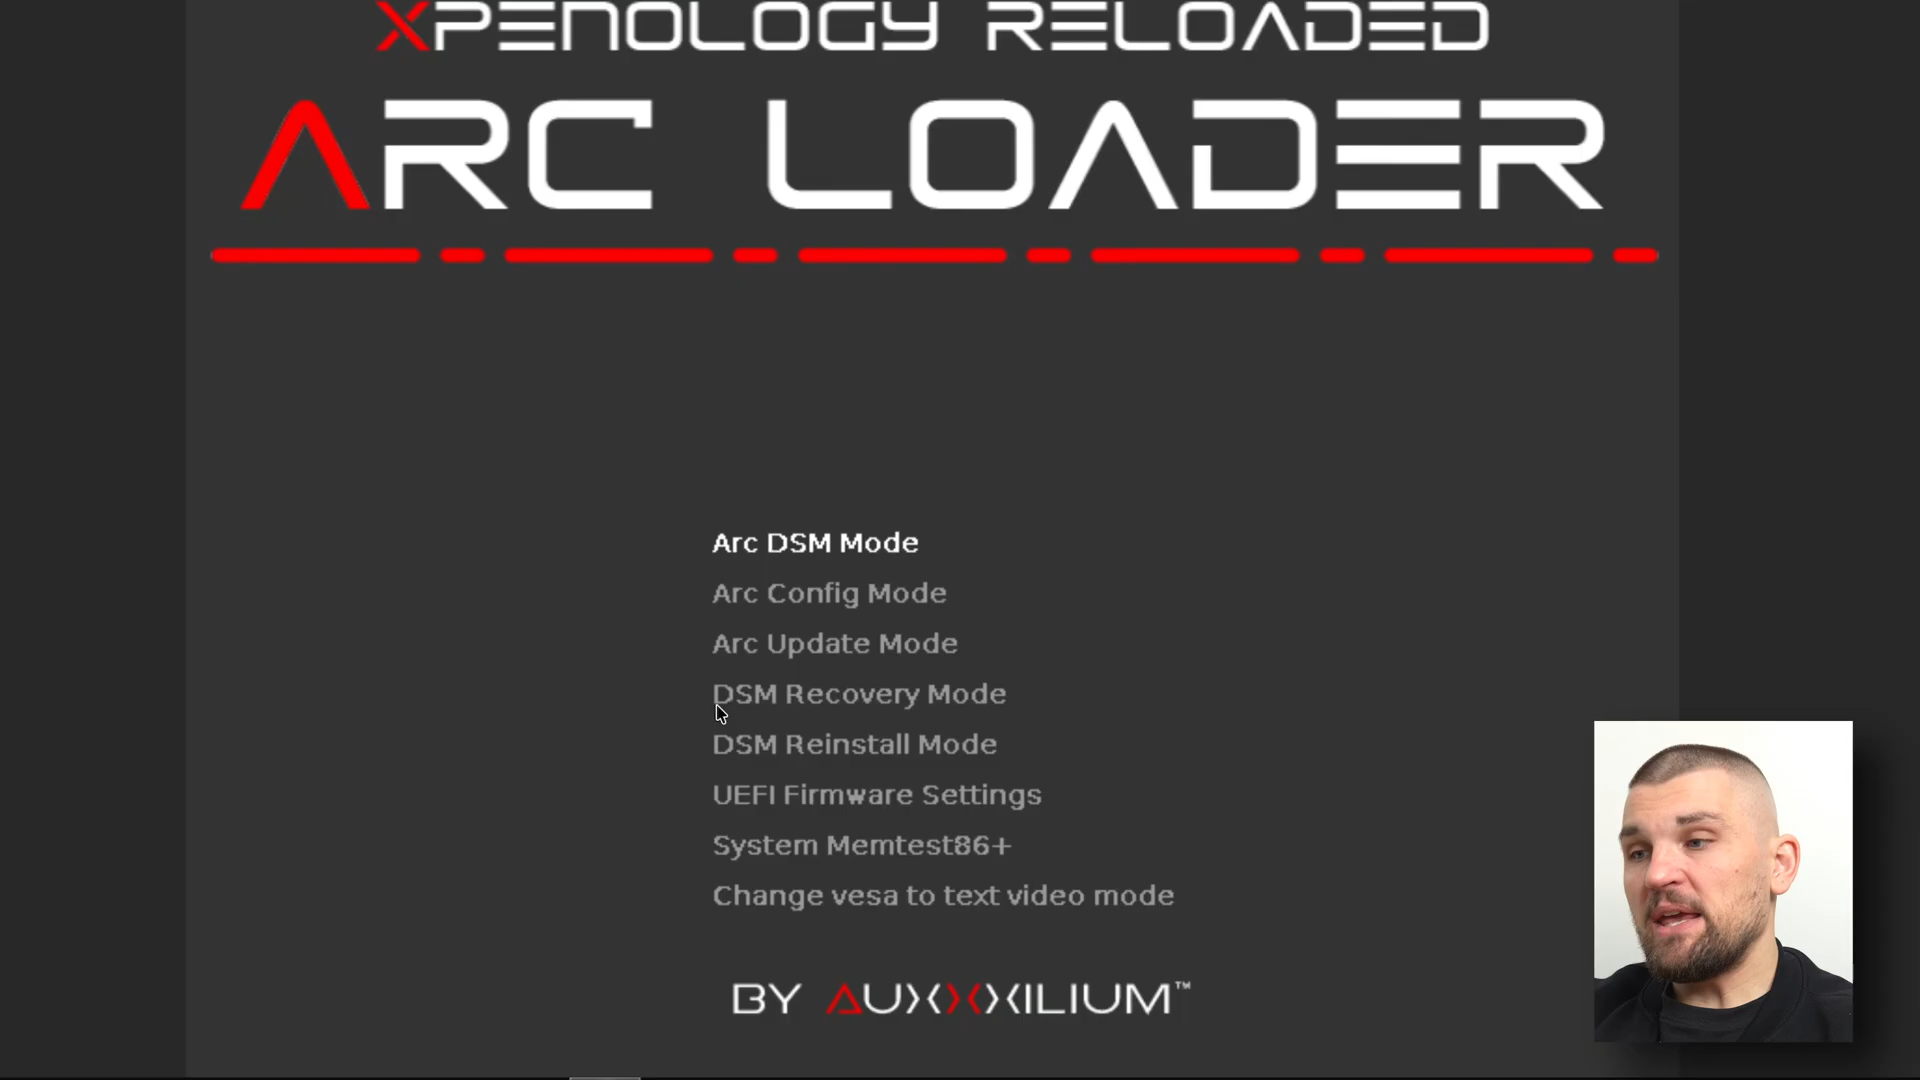 XPENOLOGY RELOADED
ARC LOADER
Arc DSM Mode
Arc Config Mode
Arc Update Mode
DSM Recovery Mode
DSM Reinstall Mode
UEFI Firmware Settings
System Memtest86+
Change vesa to text video mode
BY AUXXXILIUM™